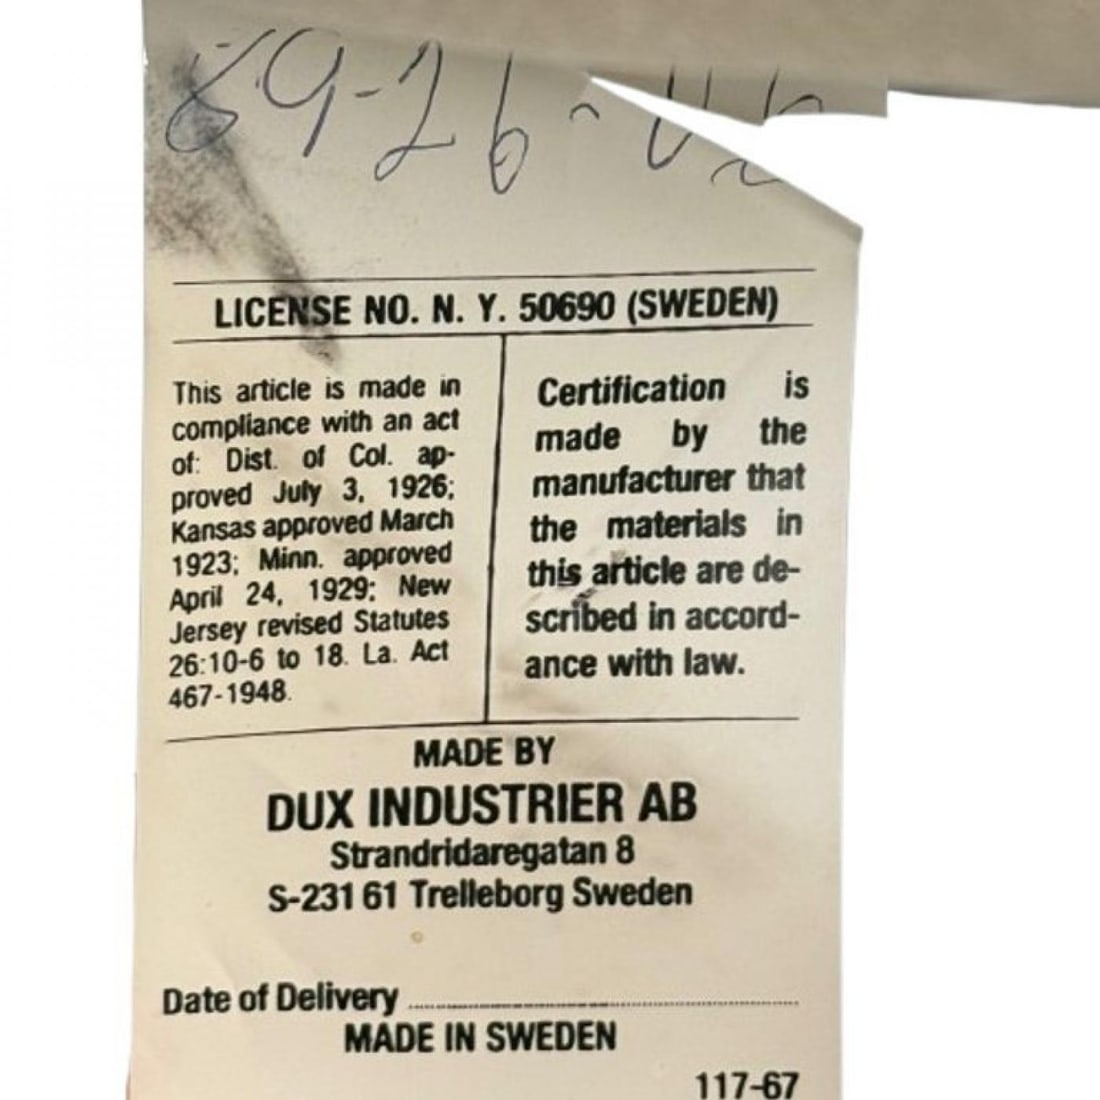 89-26-
LICENSE NO. N. Y. 50690 (SWEDEN)
This article is made in
compliance with an act
of: Dist. of Col. ap-
proved July 3, 1926;
Kansas approved March
1923; Minn. approved
April 24, 1929; New
Jersey revised Statutes
26:10-6 to 18. La. Act
467-1948.
Certification is
made by the
manufacturer that
the materials in
this article are de-
scribed in accord-
ance with law.
MADE BY
DUX INDUSTRIER AB
Strandridaregatan 8
S-231 61 Trelleborg Sweden
Date of Delivery
MADE IN SWEDEN
117-67